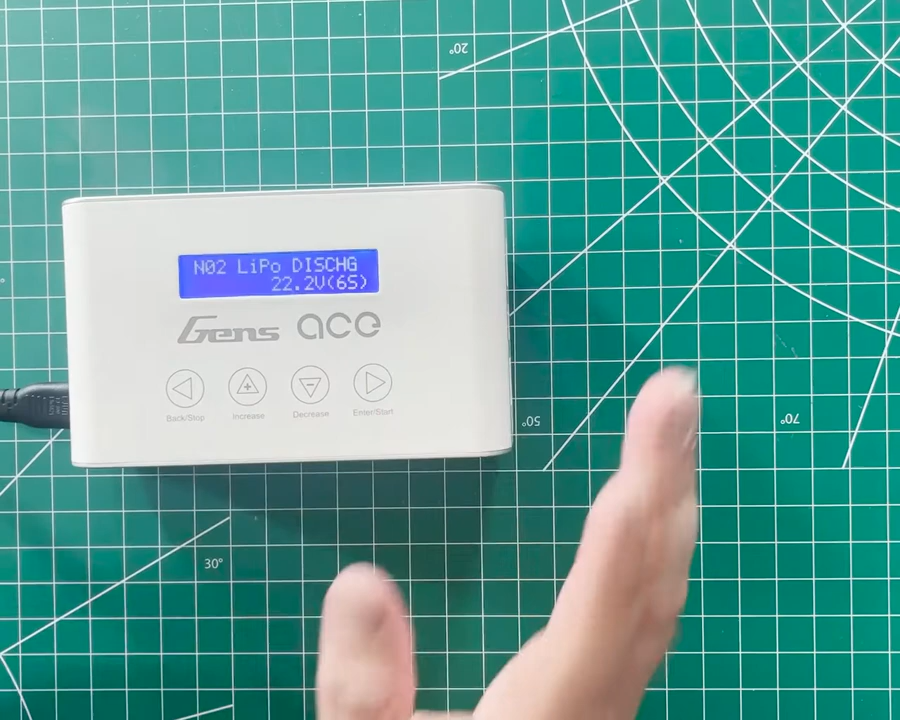 20°
N02 LiPo DISCHG
22.2V(6S)
Gens ace
Back/Stop Increase Decrease Enter/Start
50°
70°
30°